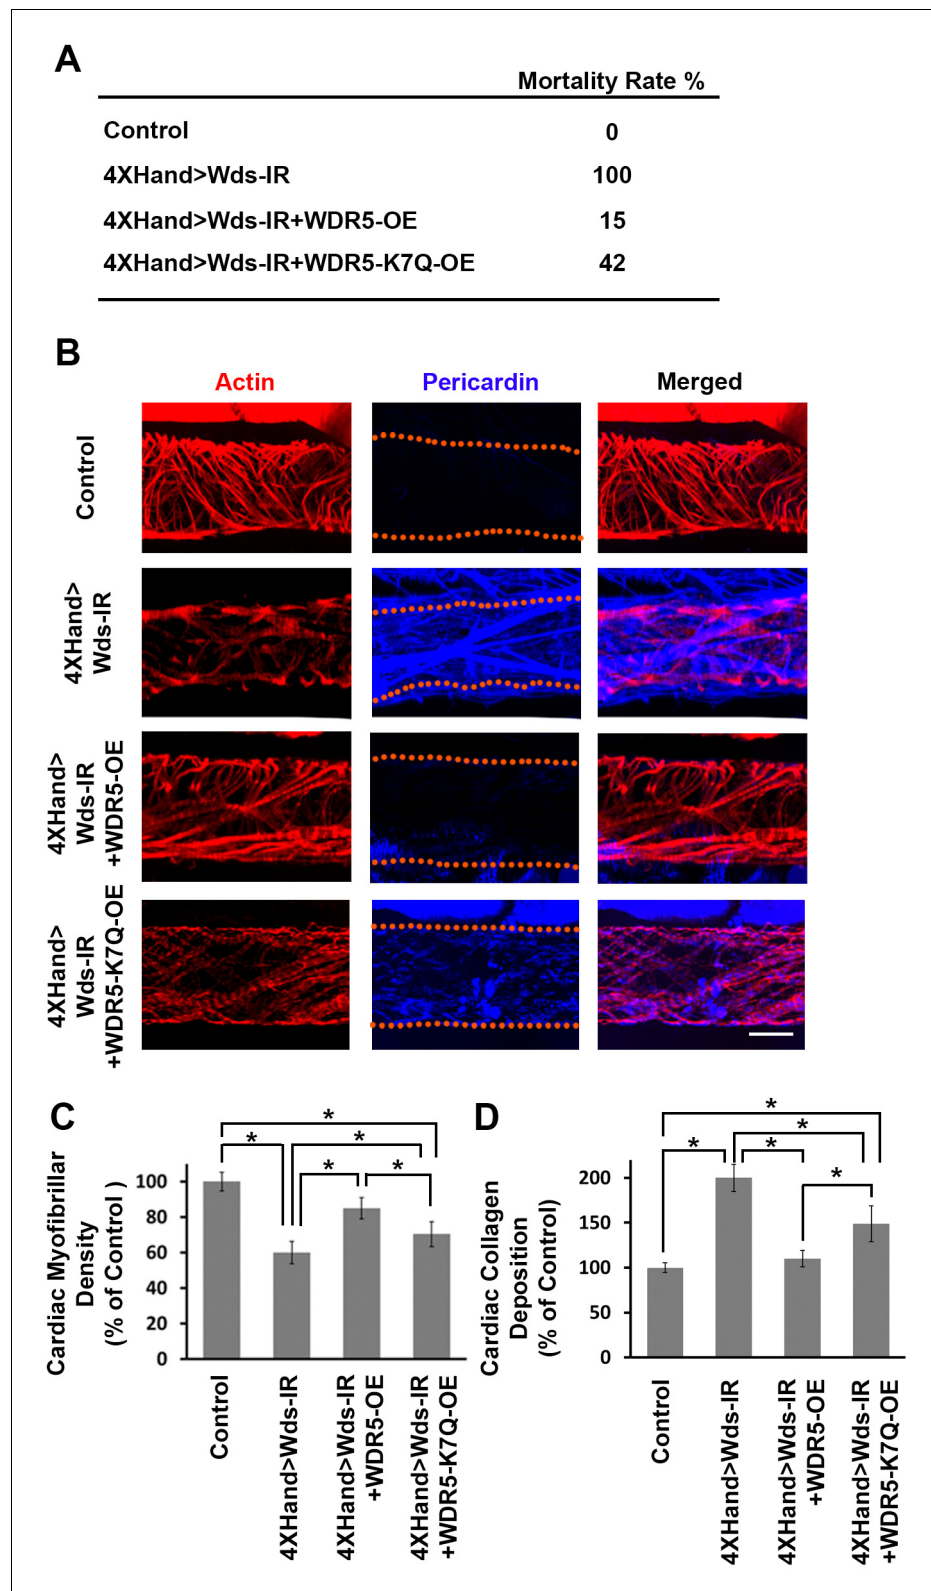 A
Mortality Rate %
Control 0
4XHand>Wds-IR 100
4XHand>Wds-IR+WDR5-OE 15
4XHand>Wds-IR+WDR5-K7Q-OE 42
B
Actin Pericardin Merged
Control
4XHand>
Wds-IR
4XHand>
Wds-IR
+WDR5-OE
4XHand>
Wds-IR
+WDR5-K7Q-OE
C
Cardiac Myofibrillar
Density
(% of Control )
100
80
60
40
20
0
*
*
*
*
*
Control
4XHand>Wds-IR
4XHand>Wds-IR
+WDR5-OE
4XHand>Wds-IR
+WDR5-K7Q-OE
D
Cardiac Collagen
Deposition
(% of Control)
200
150
100
50
0
*
*
*
*
*
Control
4XHand>Wds-IR
4XHand>Wds-IR
+WDR5-OE
4XHand>Wds-IR
+WDR5-K7Q-OE